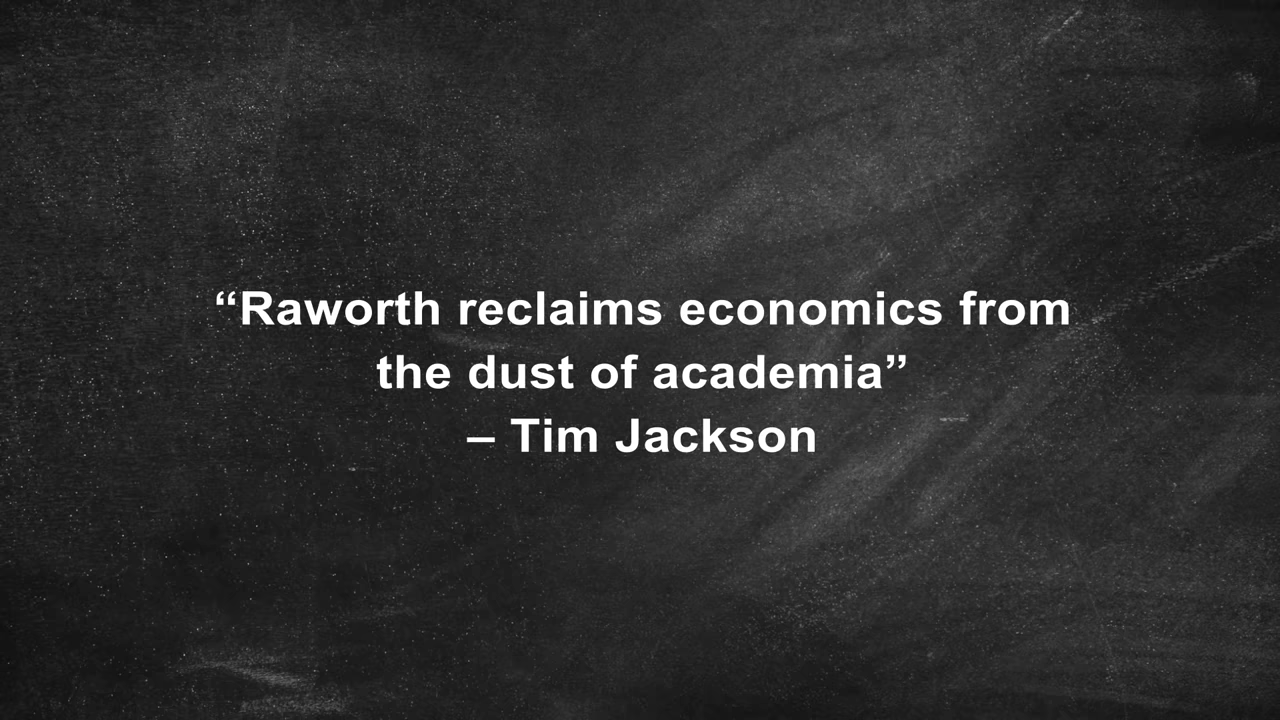 “Raworth reclaims economics from
the dust of academia”
– Tim Jackson